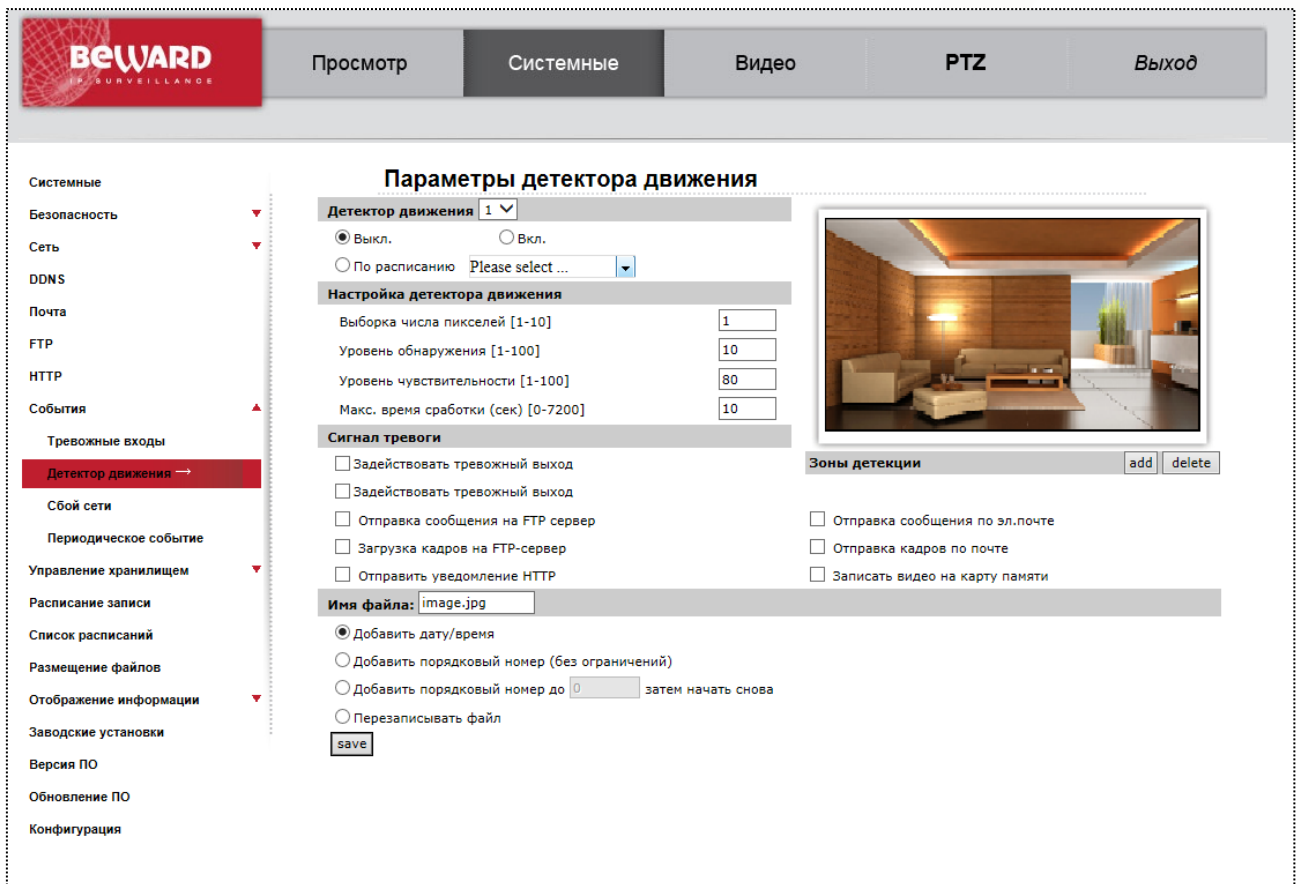 BEWARD
IP SURVEILLANCE
Просмотр
Системные
Видео
PTZ
Выход
Системные
Безопасность
Сеть
DDNS
Почта
FTP
HTTP
События
Тревожные входы
Детектор движения →
Сбой сети
Периодическое событие
Управление хранилищем
Расписание записи
Список расписаний
Размещение файлов
Отображение информации
Заводские установки
Версия ПО
Обновление ПО
Конфигурация
Параметры детектора движения
Детектор движения 1
Выкл. Вкл.
По расписанию Please select ...
Настройка детектора движения
Выборка числа пикселей [1-10] 1
Уровень обнаружения [1-100] 10
Уровень чувствительности [1-100] 80
Макс. время сработки (сек) [0-7200] 10
Сигнал тревоги
Зоны детекции add delete
Задействовать тревожный выход
Задействовать тревожный выход
Отправка сообщения на FTP сервер Отправка сообщения по эл.почте
Загрузка кадров на FTP-сервер Отправка кадров по почте
Отправить уведомление HTTP Записать видео на карту памяти
Имя файла: image.jpg
Добавить дату/время
Добавить порядковый номер (без ограничений)
Добавить порядковый номер до 0 затем начать снова
Перезаписывать файл
save